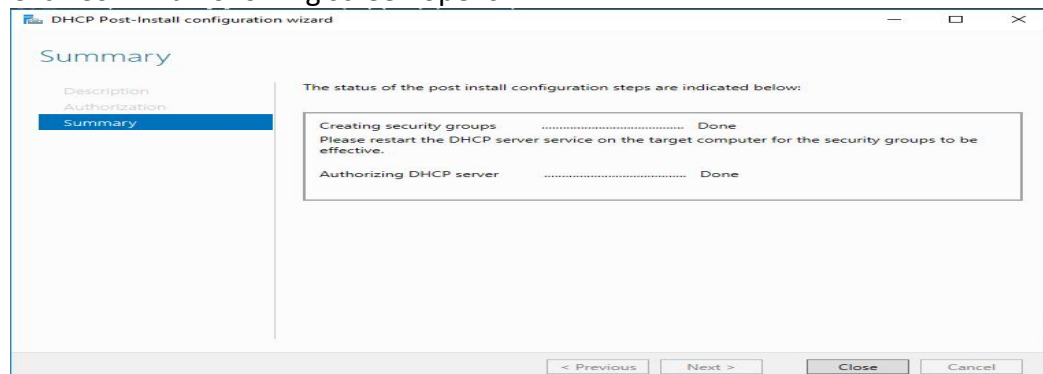 DHCP Post-Install configuration wizard
Summary
Description
Authorization
Summary
The status of the post install configuration steps are indicated below:
Creating security groups ........................................ Done
Please restart the DHCP server service on the target computer for the security groups to be
effective.
Authorizing DHCP server ........................................ Done
< Previous Next > Close Cancel